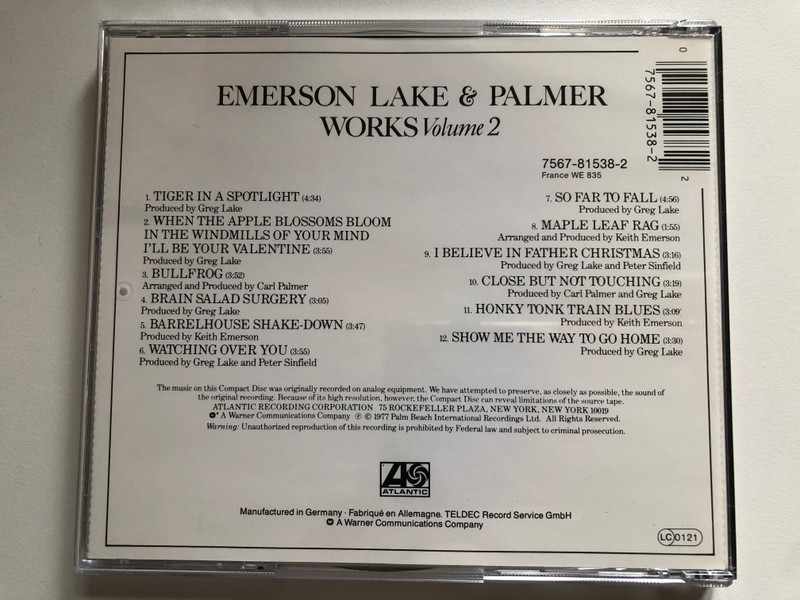 EMERSON LAKE & PALMER
WORKS Volume 2
7567-81538-2
France WE 835
0
7567-81538-2
2
1. TIGER IN A SPOTLIGHT (4:34)
Produced by Greg Lake
2. WHEN THE APPLE BLOSSOMS BLOOM
IN THE WINDMILLS OF YOUR MIND
I'LL BE YOUR VALENTINE (3:55)
Produced by Greg Lake
3. BULLFROG (3:52)
Arranged and Produced by Carl Palmer
4. BRAIN SALAD SURGERY (3:05)
Produced by Greg Lake
5. BARRELHOUSE SHAKE-DOWN (3:47)
Produced by Keith Emerson
6. WATCHING OVER YOU (3:55)
Produced by Greg Lake and Peter Sinfield
7. SO FAR TO FALL (4:56)
Produced by Greg Lake
8. MAPLE LEAF RAG (1:55)
Arranged and Produced by Keith Emerson
9. I BELIEVE IN FATHER CHRISTMAS (3:16)
Produced by Greg Lake and Peter Sinfield
10. CLOSE BUT NOT TOUCHING (3:19)
Produced by Carl Palmer and Greg Lake
11. HONKY TONK TRAIN BLUES (3:09)
Produced by Keith Emerson
12. SHOW ME THE WAY TO GO HOME (3:30)
Produced by Greg Lake
The music on this Compact Disc was originally recorded on analog equipment. We have attempted to preserve, as closely as possible, the sound of
the original recording. Because of its high resolution, however, the Compact Disc can reveal limitations of the source tape.
ATLANTIC RECORDING CORPORATION 75 ROCKEFELLER PLAZA, NEW YORK, NEW YORK 10019
A Warner Communications Company ℗ © 1977 Palm Beach International Recordings Ltd. All Rights Reserved.
Warning: Unauthorized reproduction of this recording is prohibited by Federal law and subject to criminal prosecution.
ATLANTIC
Manufactured in Germany · Fabriqué en Allemagne. TELDEC Record Service GmbH
A Warner Communications Company
LC 0121